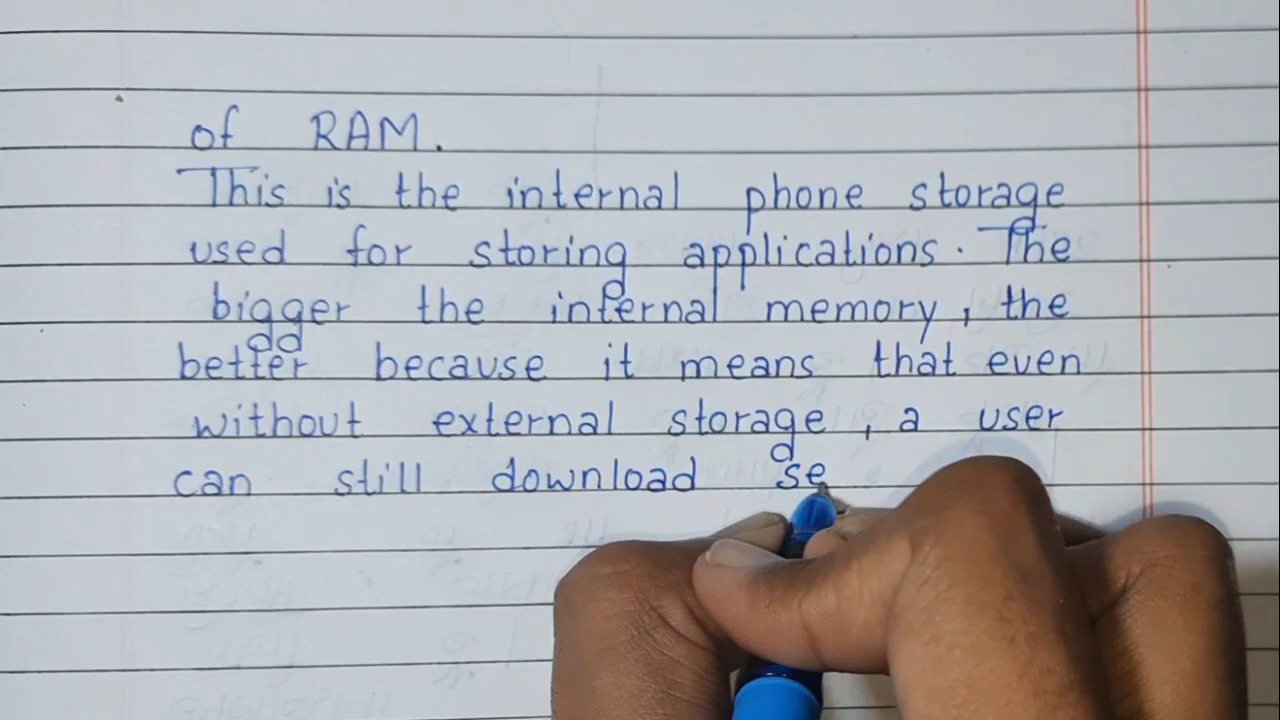 of RAM.
This is the internal phone storage
used for storing applications. The
bigger the internal memory, the
better because it means that even
without external storage, a user
can still download se